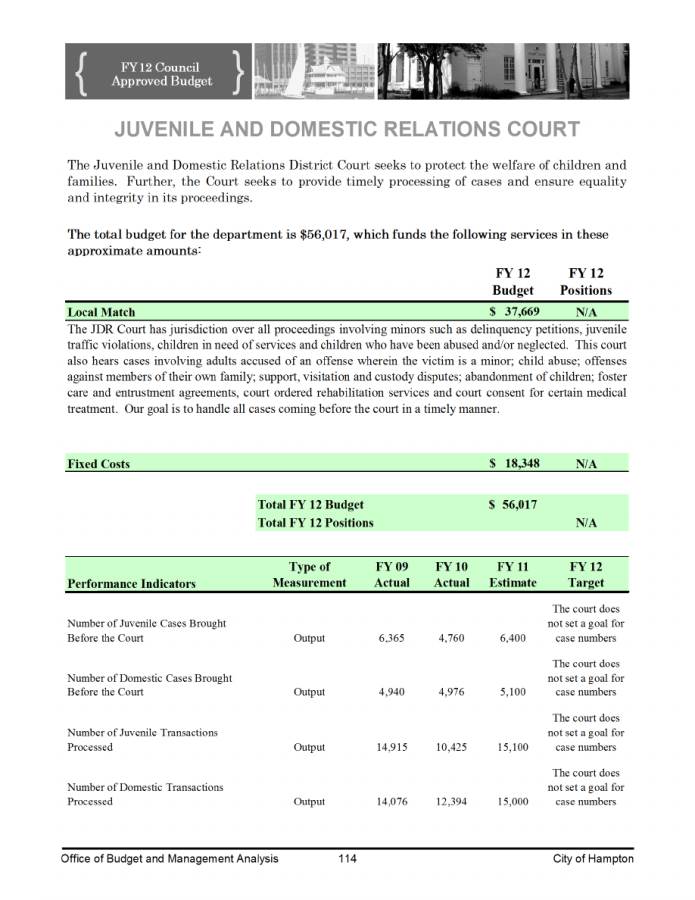 FY12 Council
Approved Budget
JUVENILE AND DOMESTIC RELATIONS COURT
The Juvenile and Domestic Relations District Court seeks to protect the welfare of children and
families. Further, the Court seeks to provide timely processing of cases and ensure equality
and integrity in its proceedings.
The total budget for the department is $56,017, which funds the following services in these
approximate amounts:
FY 12 FY 12
Budget Positions
Local Match $ 37,669 N/A
The JDR Court has jurisdiction over all proceedings involving minors such as delinquency petitions, juvenile
traffic violations, children in need of services and children who have been abused and/or neglected. This court
also hears cases involving adults accused of an offense wherein the victim is a minor; child abuse; offenses
against members of their own family; support, visitation and custody disputes; abandonment of children; foster
care and entrustment agreements, court ordered rehabilitation services and court consent for certain medical
treatment. Our goal is to handle all cases coming before the court in a timely manner.
Fixed Costs $ 18,348 N/A
Total FY 12 Budget $ 56,017
Total FY 12 Positions N/A
Type of FY 09 FY 10 FY 11 FY 12
Performance Indicators Measurement Actual Actual Estimate Target
The court does
Number of Juvenile Cases Brought not set a goal for
Before the Court Output 6,365 4,760 6,400 case numbers
The court does
Number of Domestic Cases Brought not set a goal for
Before the Court Output 4,940 4,976 5,100 case numbers
The court does
Number of Juvenile Transactions not set a goal for
Processed Output 14,915 10,425 15,100 case numbers
The court does
Number of Domestic Transactions not set a goal for
Processed Output 14,076 12,394 15,000 case numbers
Office of Budget and Management Analysis 114 City of Hampton